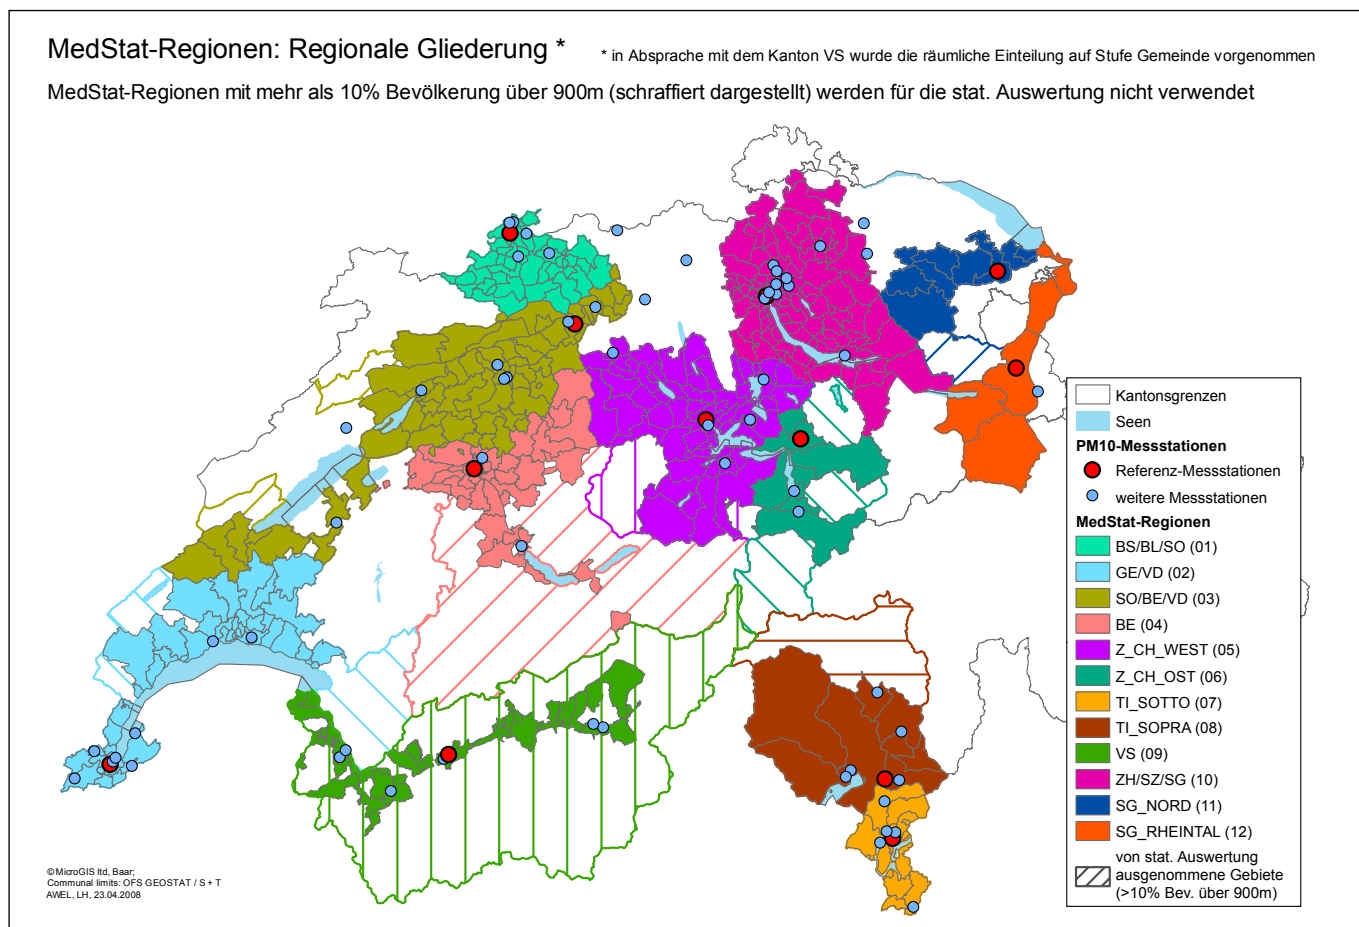 MedStat-Regionen: Regionale Gliederung *
* in Absprache mit dem Kanton VS wurde die räumliche Einteilung auf Stufe Gemeinde vorgenommen
MedStat-Regionen mit mehr als 10% Bevölkerung über 900m (schraffiert dargestellt) werden für die stat. Auswertung nicht verwendet
Kantonsgrenzen
Seen
PM10-Messstationen
Referenz-Messstationen
weitere Messstationen
MedStat-Regionen
BS/BL/SO (01)
GE/VD (02)
SO/BE/VD (03)
BE (04)
Z_CH_WEST (05)
Z_CH_OST (06)
TI_SOTTO (07)
TI_SOPRA (08)
VS (09)
ZH/SZ/SG (10)
SG_NORD (11)
SG_RHEINTAL (12)
von stat. Auswertung
ausgenommene Gebiete
(>10% Bev. über 900m)
© MicroGIS ltd, Baar;
Communal limits: OFS GEOSTAT / S + T
AWEL, LH, 23.04.2008